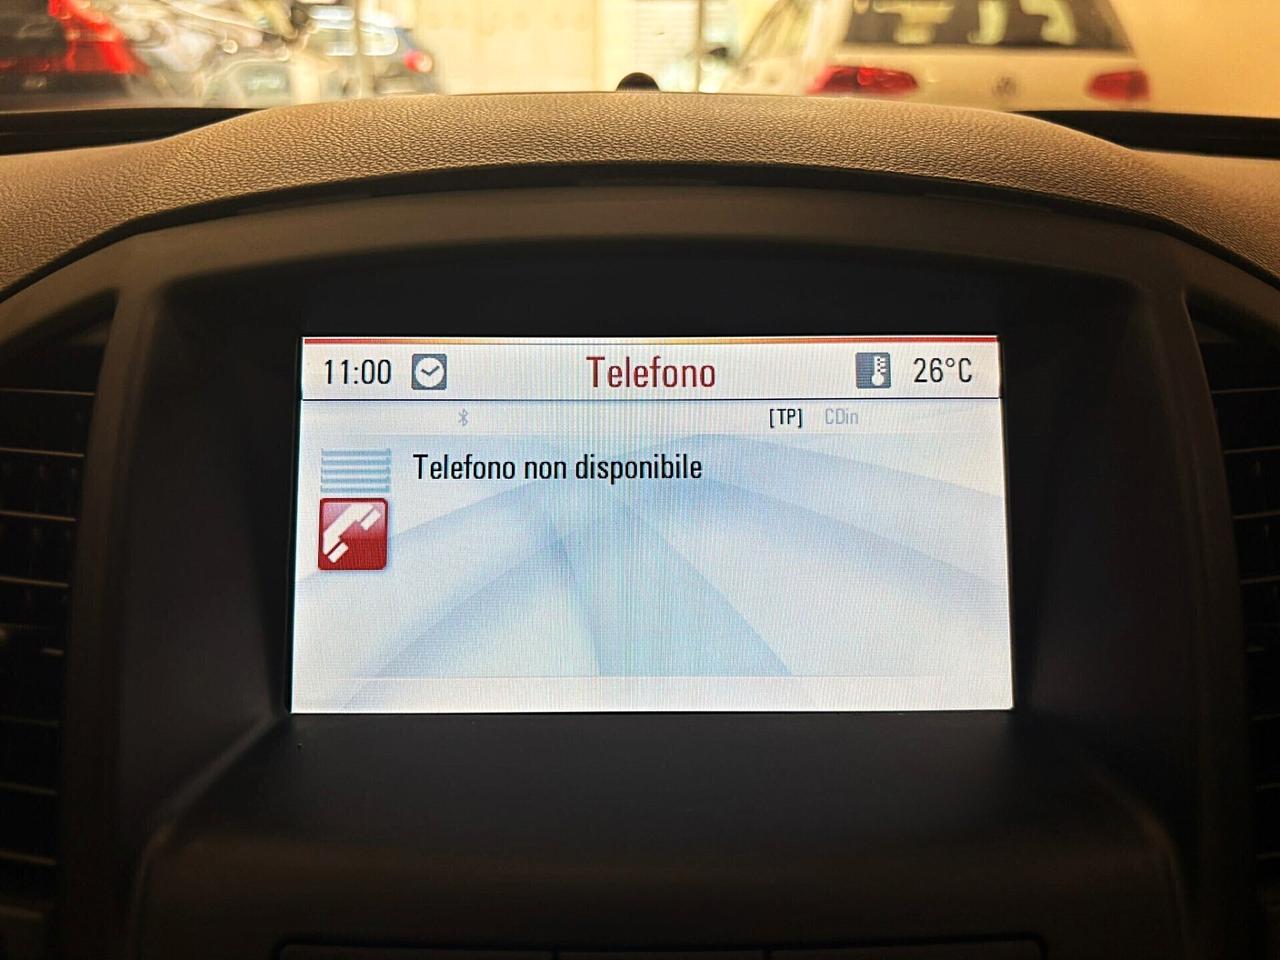 11:00 Telefono 26°C
[TP] CDin
Telefono non disponibile